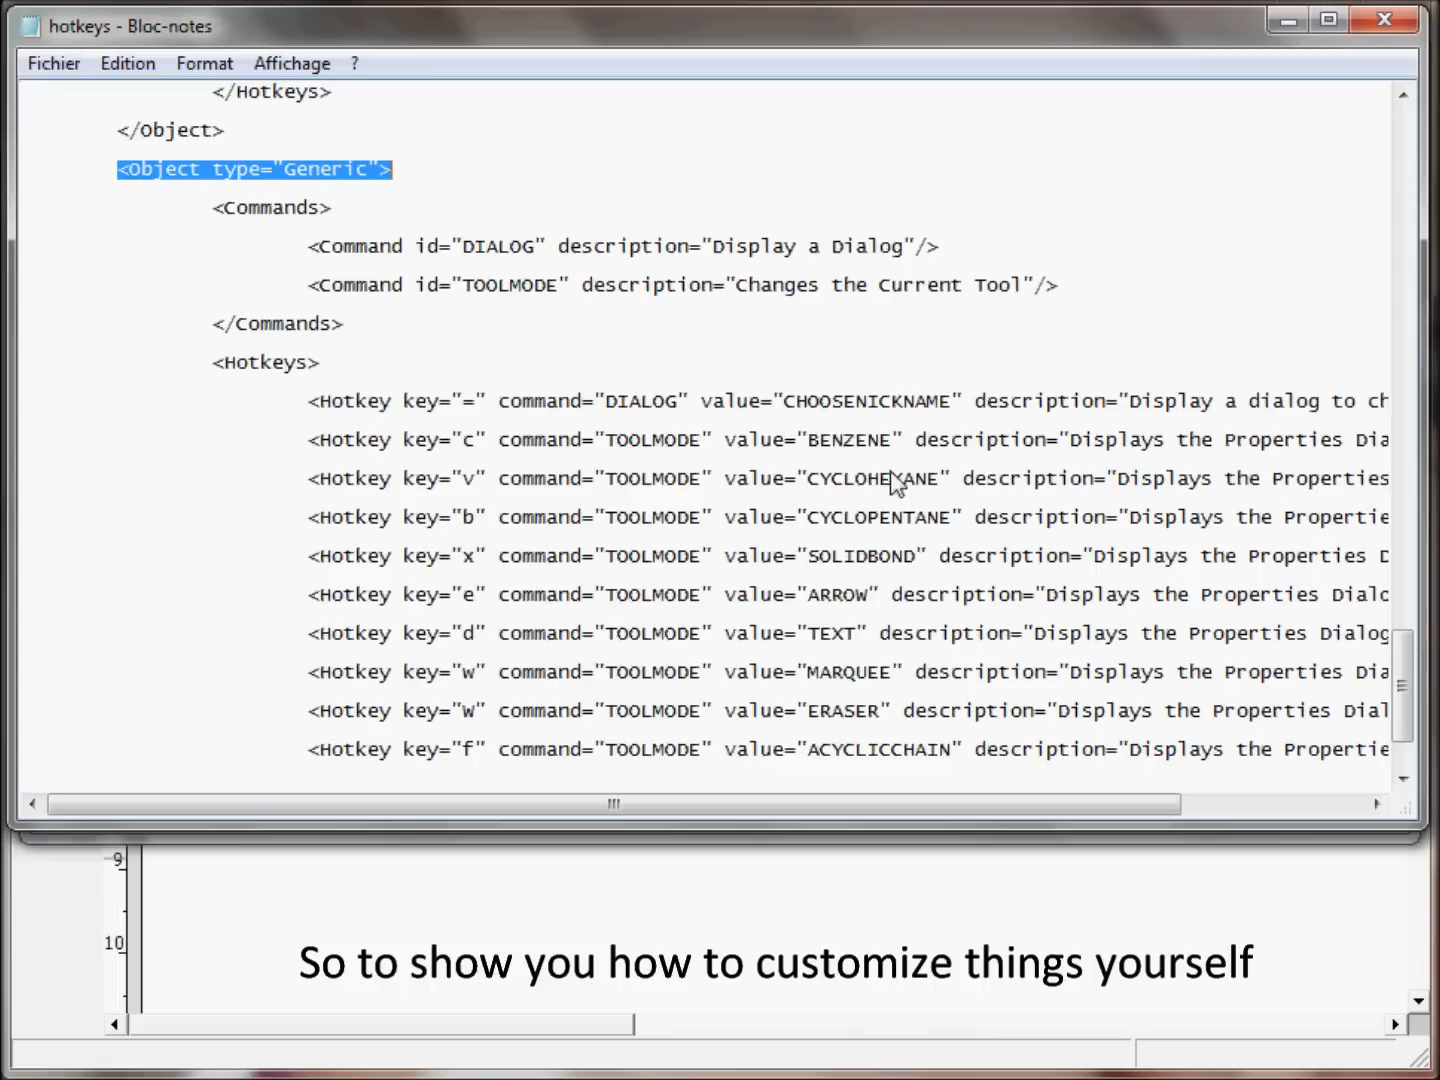 hotkeys - Bloc-notes
Fichier Edition Format Affichage ?
</Hotkeys>
</Object>
<Object type="Generic">
<Commands>
<Command id="DIALOG" description="Display a Dialog"/>
<Command id="TOOLMODE" description="Changes the Current Tool"/>
</Commands>
<Hotkeys>
<Hotkey key="=" command="DIALOG" value="CHOOSENICKNAME" description="Display a dialog to ch
<Hotkey key="c" command="TOOLMODE" value="BENZENE" description="Displays the Properties Dia
<Hotkey key="v" command="TOOLMODE" value="CYCLOHEXANE" description="Displays the Properties
<Hotkey key="b" command="TOOLMODE" value="CYCLOPENTANE" description="Displays the Propertie
<Hotkey key="x" command="TOOLMODE" value="SOLIDBOND" description="Displays the Properties D
<Hotkey key="e" command="TOOLMODE" value="ARROW" description="Displays the Properties Dialo
<Hotkey key="d" command="TOOLMODE" value="TEXT" description="Displays the Properties Dialog
<Hotkey key="w" command="TOOLMODE" value="MARQUEE" description="Displays the Properties Dia
<Hotkey key="W" command="TOOLMODE" value="ERASER" description="Displays the Properties Dial
<Hotkey key="f" command="TOOLMODE" value="ACYCLICCHAIN" description="Displays the Propertie
9
10
So to show you how to customize things yourself